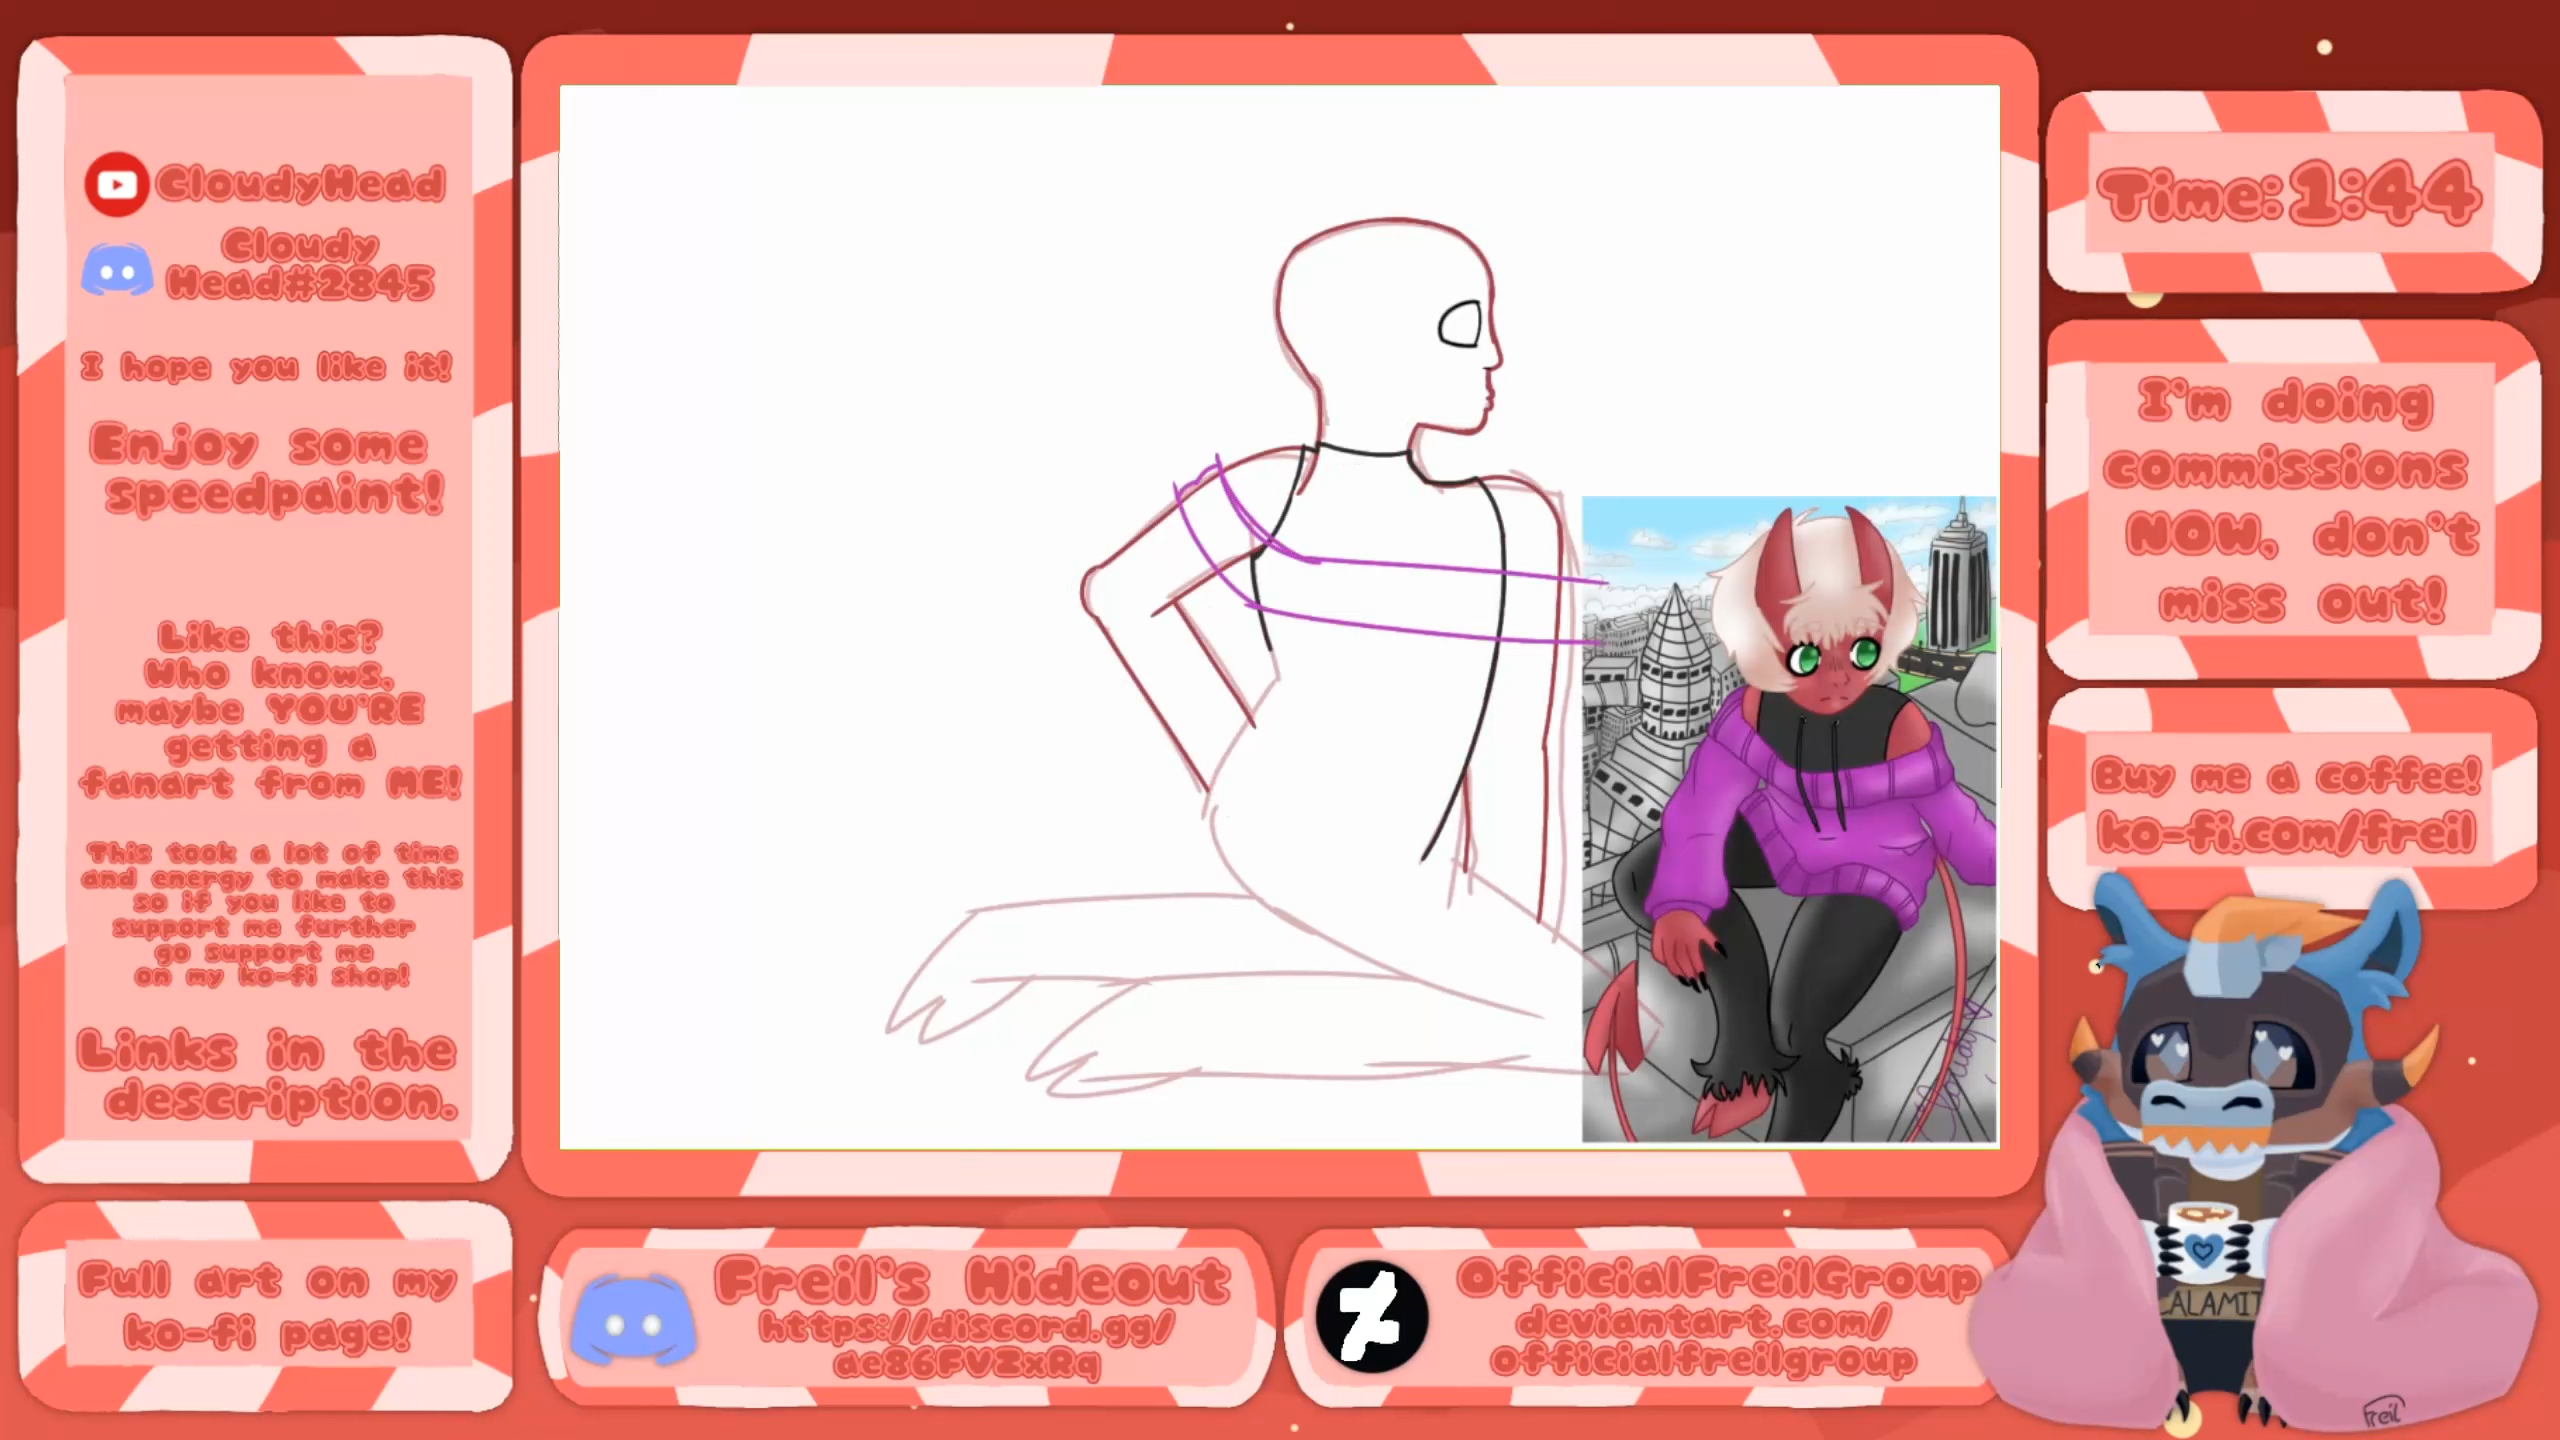 CloudyHead
Cloudy
Head#2845
I hope you like it!
Enjoy some
speedpaint!
Like this?
Who knows,
maybe YOU'RE
getting a
fanart from ME!
This took a lot of time
and energy to make this
so if you like to
support me further
go support me
on my ko-fi shop!
Links in the
description.
Full art on my
ko-fi page!
Freil's Hideout
https://discord.gg/
OfficialFreilGroup
deviantart.com/
officialfreilgroup
Time: 1:44
I'm doing
commissions
NOW, don't
miss out!
Buy me a coffee!
ko-fi.com/freil
ALAMIT
Freil